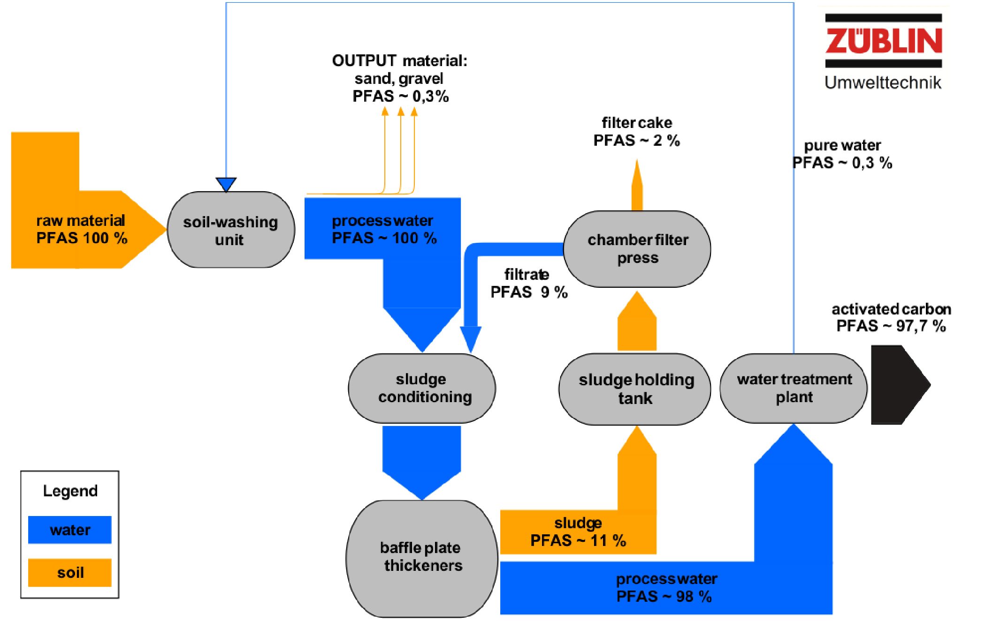 ZÜBLIN
Umwelttechnik
OUTPUT material:
sand, gravel
PFAS ~ 0,3%
filter cake
PFAS ~ 2 %
pure water
PFAS ~ 0,3 %
raw material
PFAS 100 %
soil-washing
unit
process water
PFAS ~ 100 %
chamber filter
press
filtrate
PFAS 9 %
activated carbon
PFAS ~ 97,7 %
sludge
conditioning
sludge holding
tank
water treatment
plant
Legend
water
soil
baffle plate
thickeners
sludge
PFAS ~ 11 %
process water
PFAS ~ 98 %